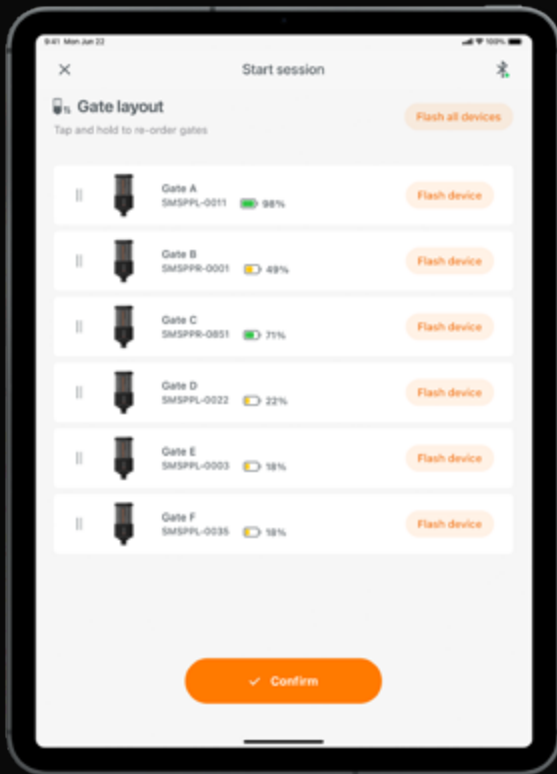 9:41 Mon Jun 22
100%
Start session
Gate layout
Tap and hold to re-order gates
Flash all devices
Gate A
SMSPPL-0011 98%
Flash device
Gate B
SMSPPR-0001 49%
Flash device
Gate C
SMSPPR-0851 71%
Flash device
Gate D
SMSPPL-0022 22%
Flash device
Gate E
SMSPPL-0003 18%
Flash device
Gate F
SMSPPL-0035 18%
Flash device
Confirm